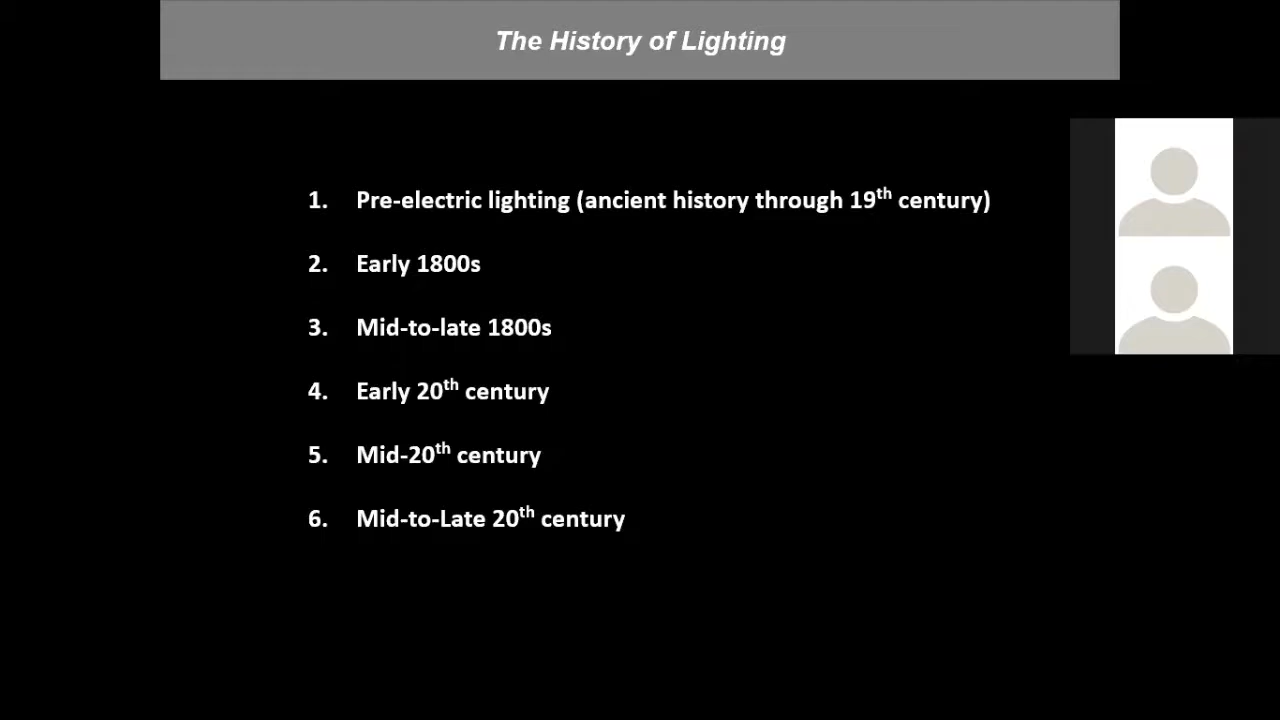 The History of Lighting
1. Pre-electric lighting (ancient history through 19th century)
2. Early 1800s
3. Mid-to-late 1800s
4. Early 20th century
5. Mid-20th century
6. Mid-to-Late 20th century